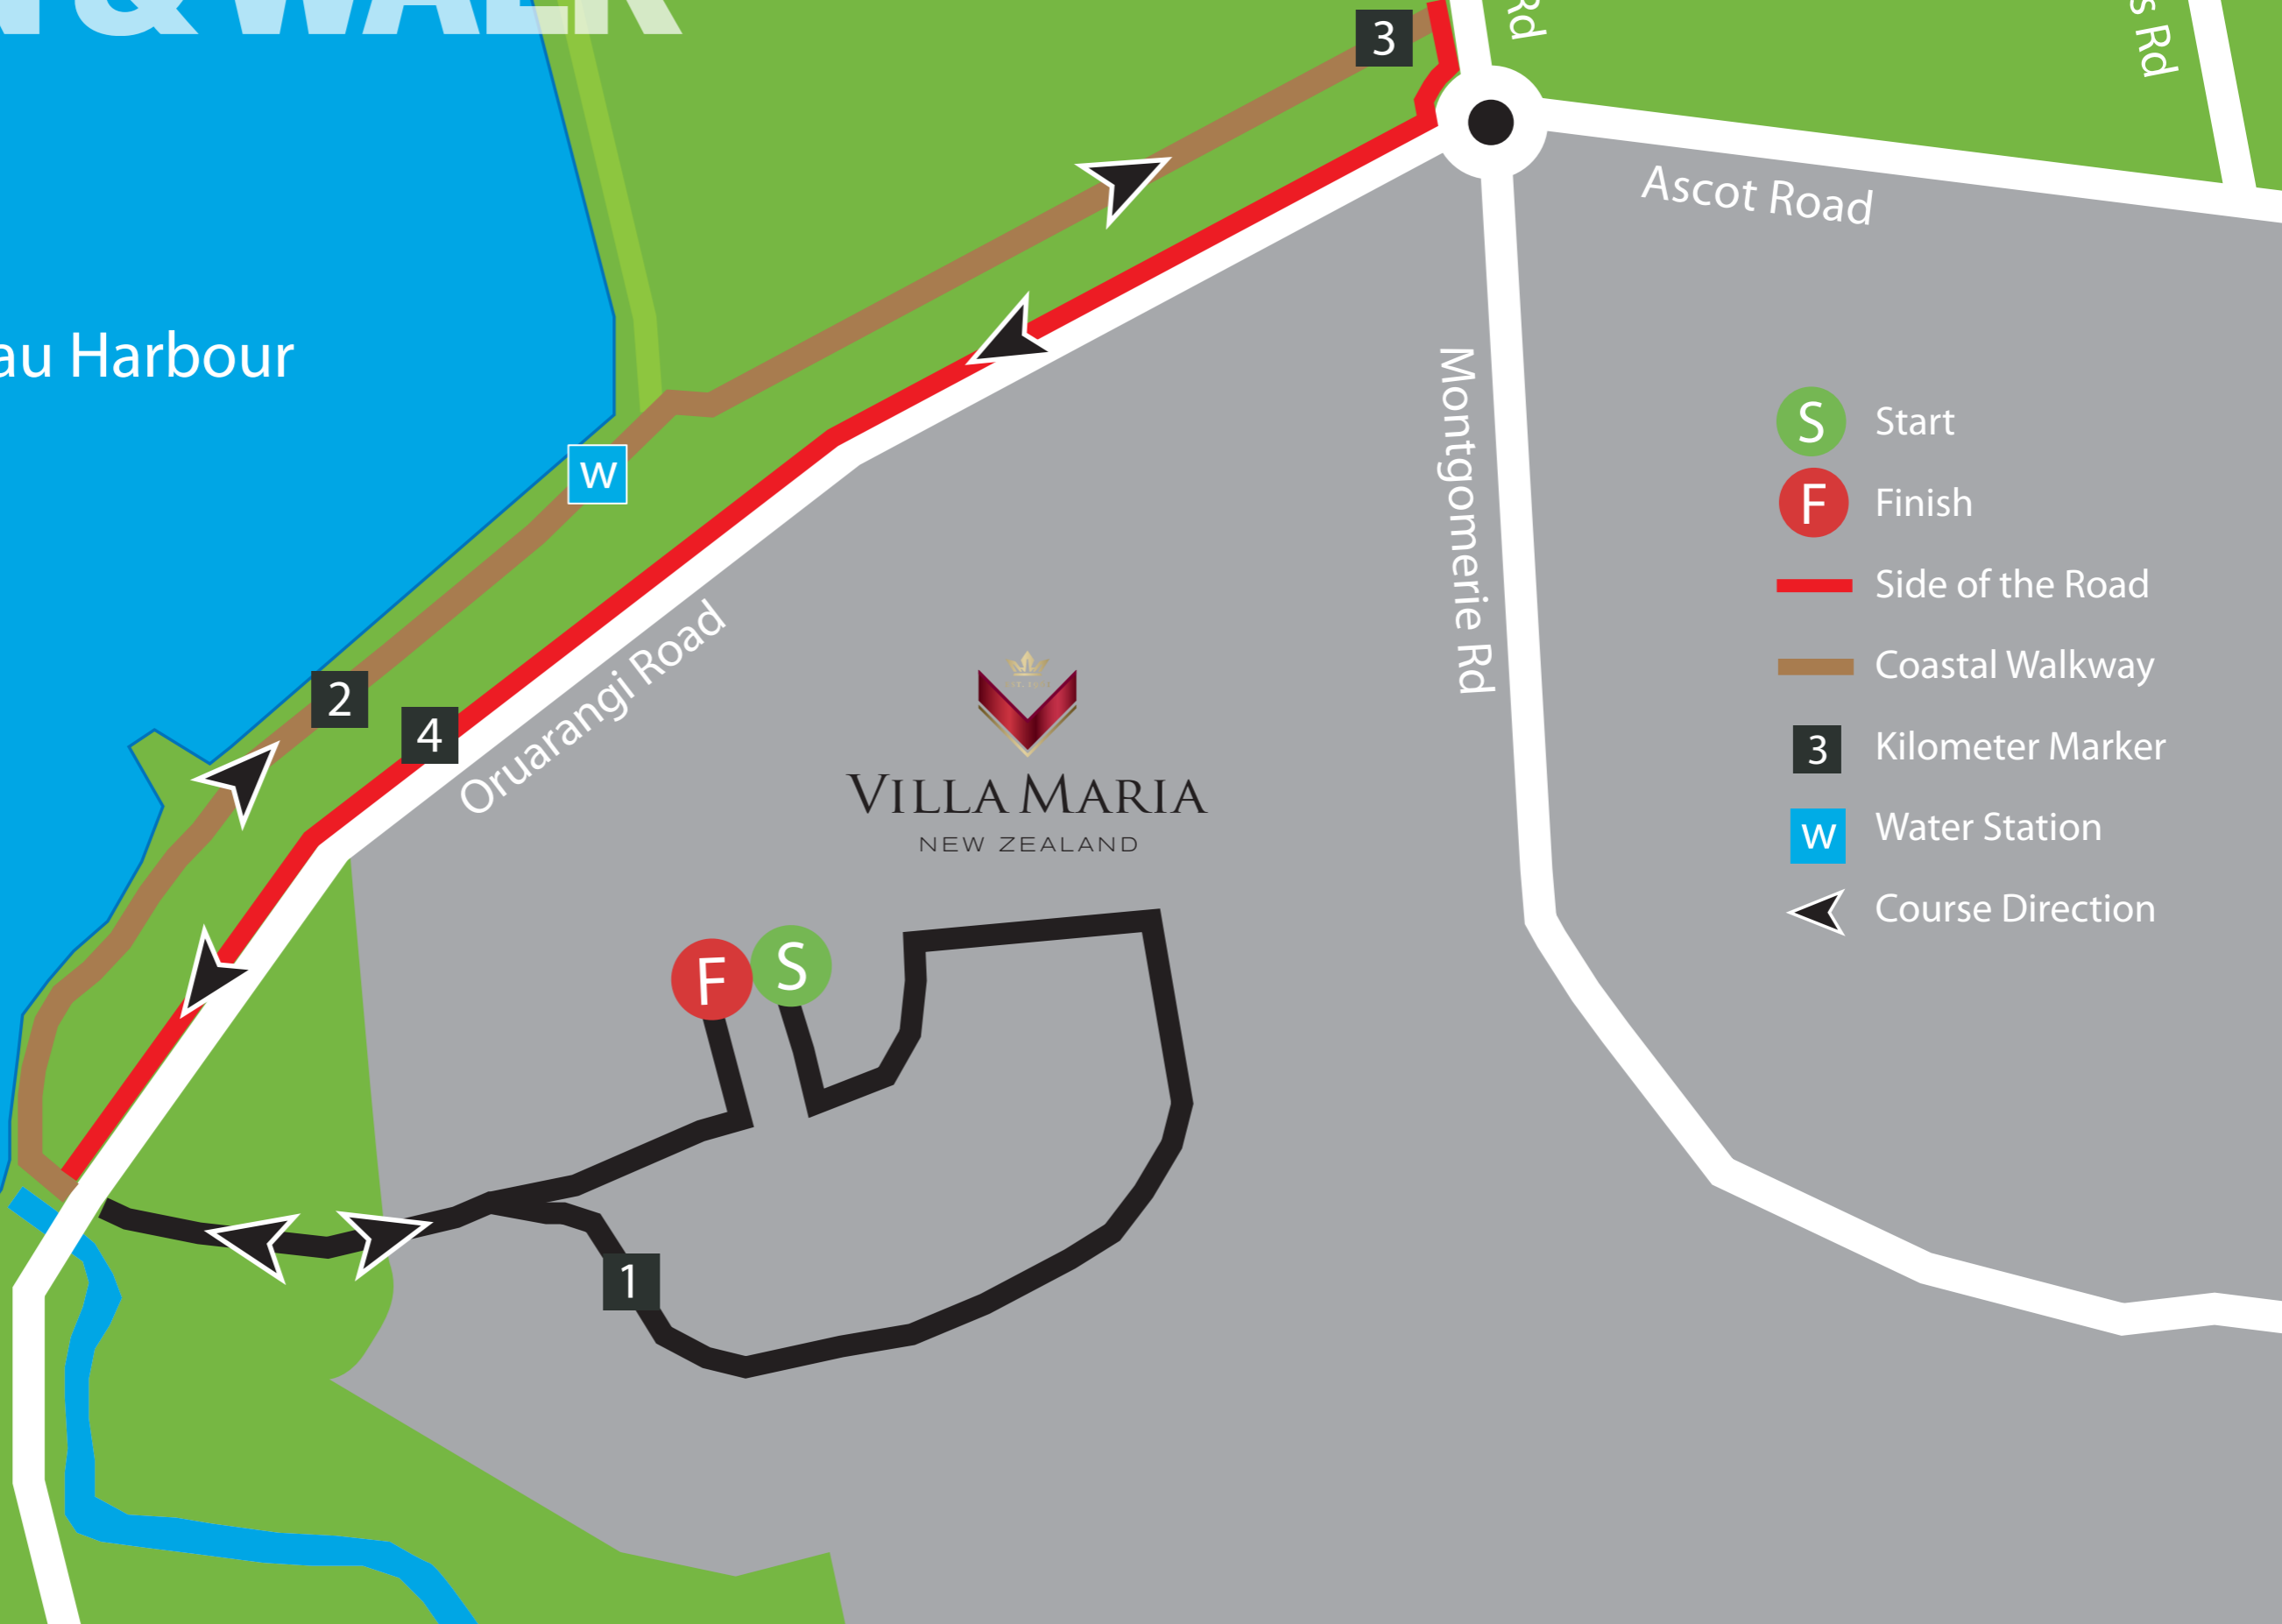 & WALK
3
Rd
s Rd
Ascot Road
au Harbour
W
Montgomerie Rd
S Start
F Finish
Side of the Road
Coastal Walkway
3 Kilometer Marker
W Water Station
Course Direction
2
4
Oruarangi Road
VILLA MARIA
NEW ZEALAND
F
S
1